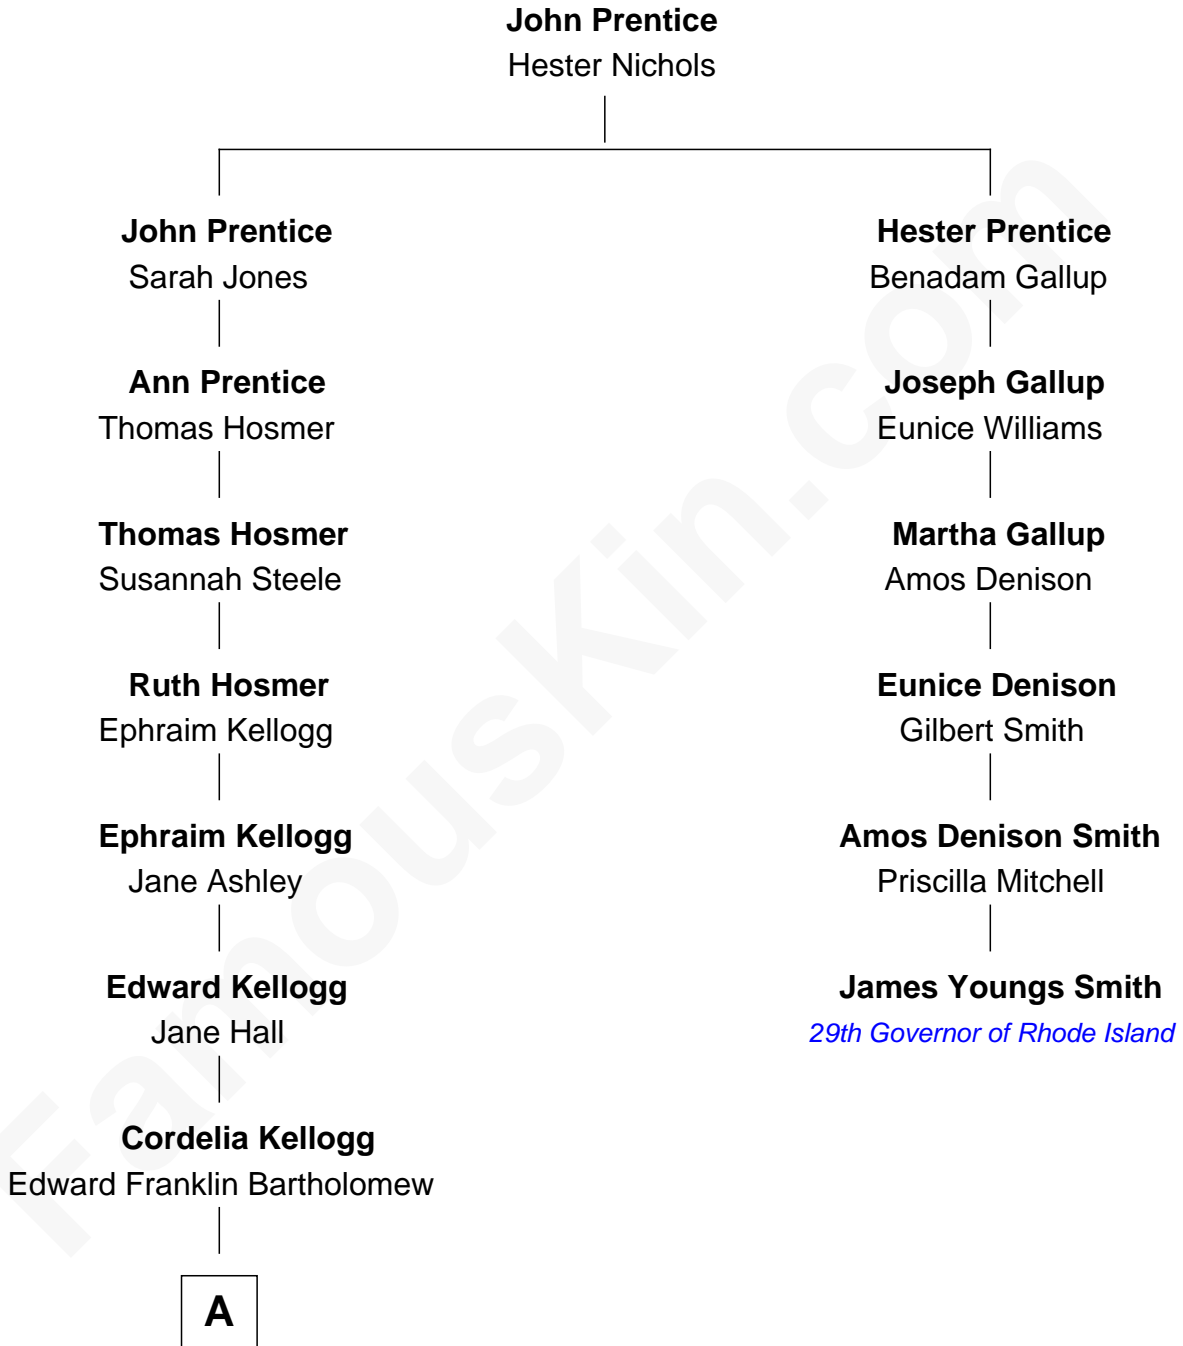 John Prentice
Hester Nichols
John Prentice
Sarah Jones
Ann Prentice
Thomas Hosmer
Thomas Hosmer
Susannah Steele
Ruth Hosmer
Ephraim Kellogg
Ephraim Kellogg
Jane Ashley
Edward Kellogg
Jane Hall
Cordelia Kellogg
Edward Franklin Bartholomew
A
Hester Prentice
Benadam Gallup
Joseph Gallup
Eunice Williams
Martha Gallup
Amos Denison
Eunice Denison
Gilbert Smith
Amos Denison Smith
Priscilla Mitchell
James Youngs Smith
29th Governor of Rhode Island
FamousKin.com